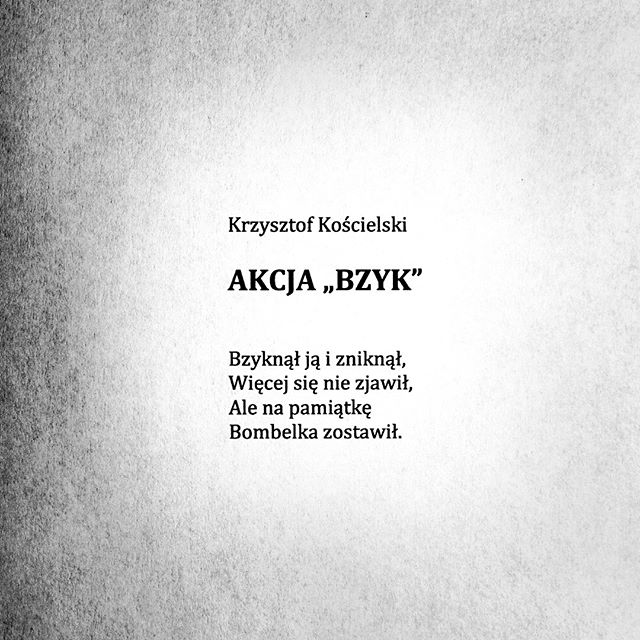 Krzysztof Kościelski
AKCJA „BZYK”
Bzyknął ją i zniknął,
Więcej się nie zjawił,
Ale na pamiątkę
Bombelka zostawił.